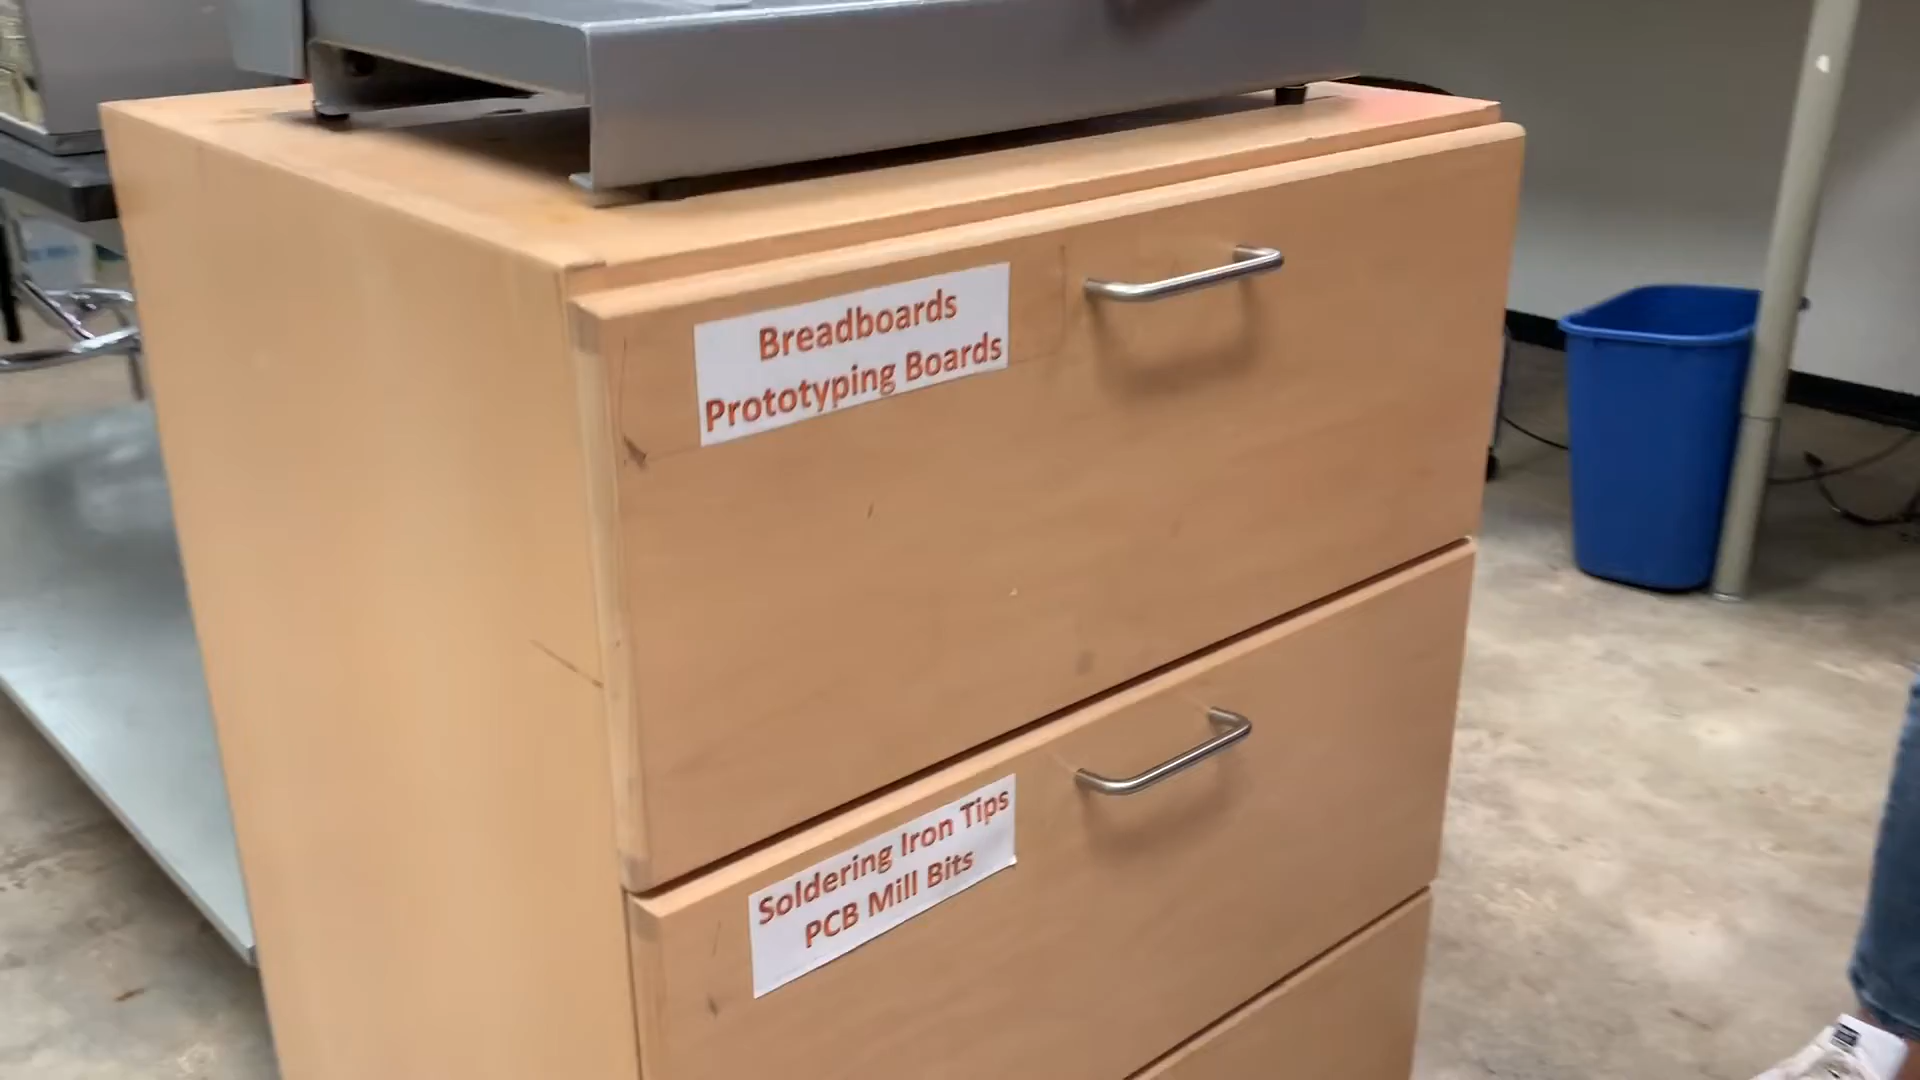 Breadboards
Prototyping Boards
Soldering Iron Tips
PCB Mill Bits